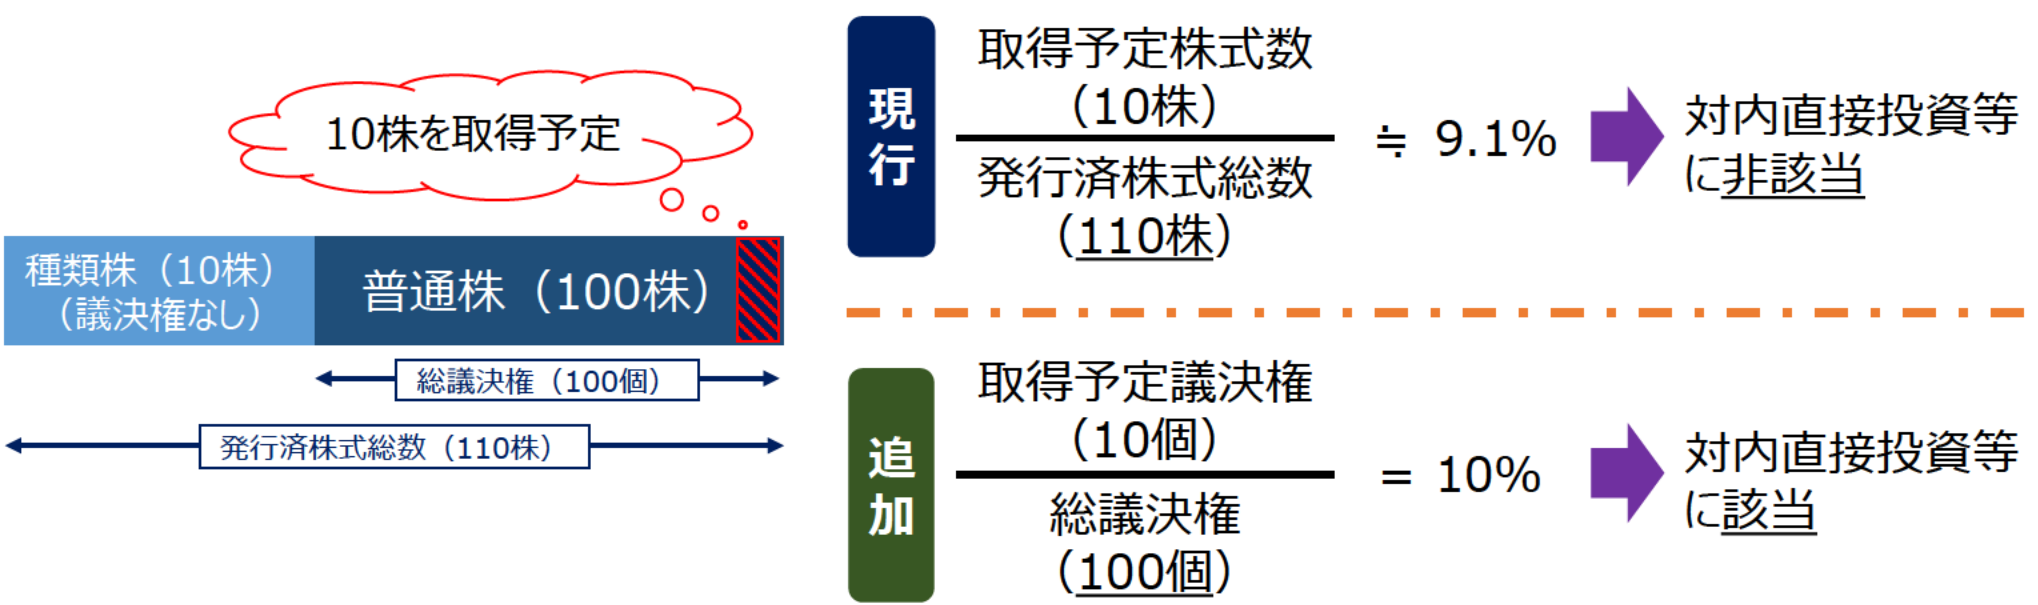 10株を取得予定
種類株（10株）
（議決権なし）
普通株（100株）
総議決権（100個）
発行済株式総数（110株）
現行
取得予定株式数
（10株）
発行済株式総数
（110株）
≒ 9.1%
対内直接投資等
に非該当
追加
取得予定議決権
（10個）
総議決権
（100個）
= 10%
対内直接投資等
に該当